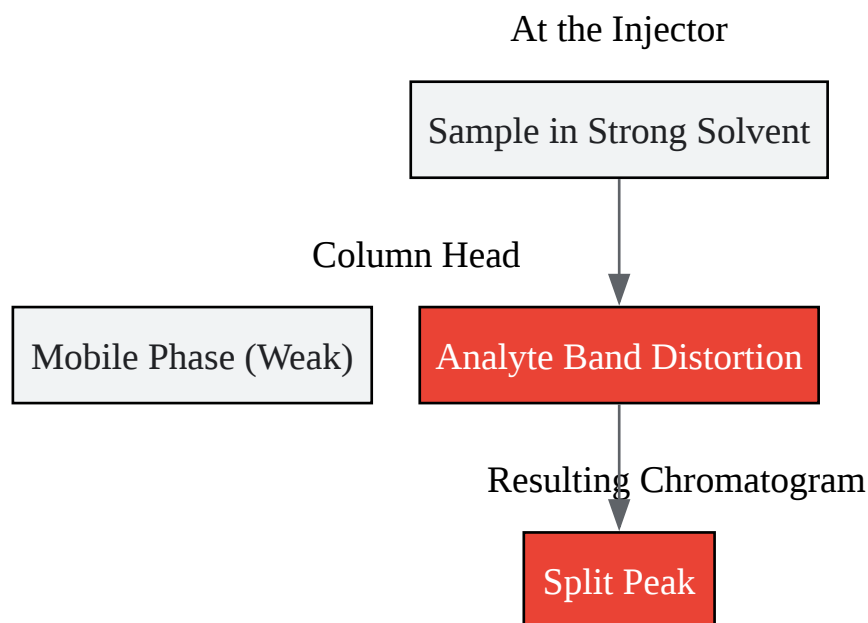 At the Injector
Sample in Strong Solvent
Column Head
Mobile Phase (Weak)
Analyte Band Distortion
Resulting Chromatogram
Split Peak